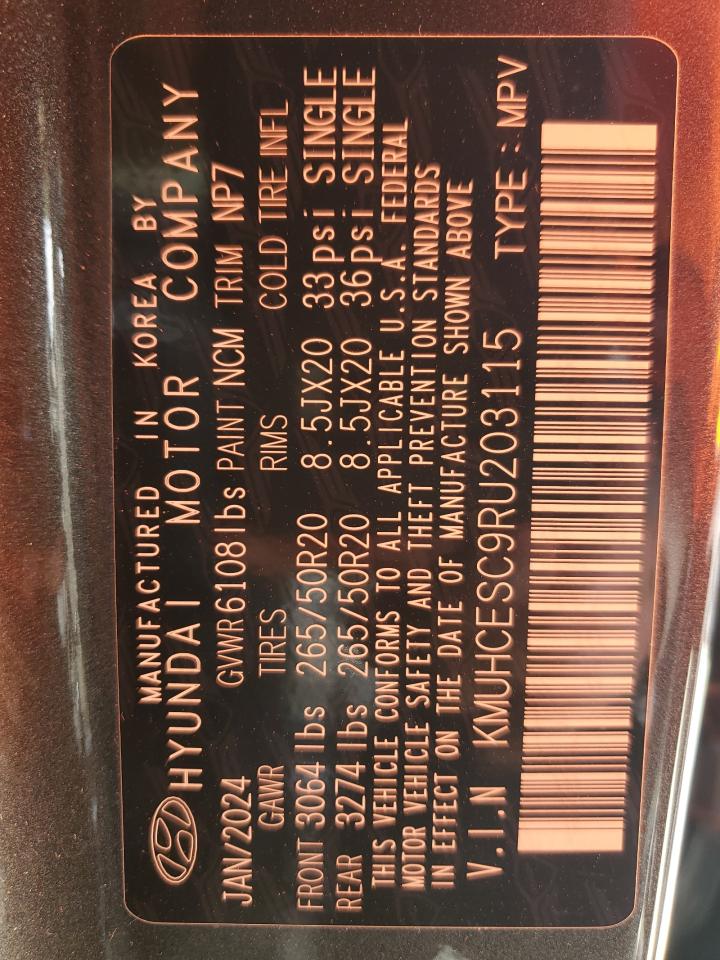 MANUFACTURED IN KOREA BY
HYUNDAI MOTOR COMPANY
JAN/2024 GVWR 6108 lbs PAINT NCM TRIM NP7
GAWR TIRES RIMS COLD TIRE INFL
FRONT 3064 lbs 265/50R20 8.5JX20 33 psi SINGLE
REAR 3274 lbs 265/50R20 8.5JX20 36 psi SINGLE
THIS VEHICLE CONFORMS TO ALL APPLICABLE U.S.A. FEDERAL
MOTOR VEHICLE SAFETY AND THEFT PREVENTION STANDARDS
IN EFFECT ON THE DATE OF MANUFACTURE SHOWN ABOVE
V.I.N KMUHCESC9RU203115 TYPE : MPV